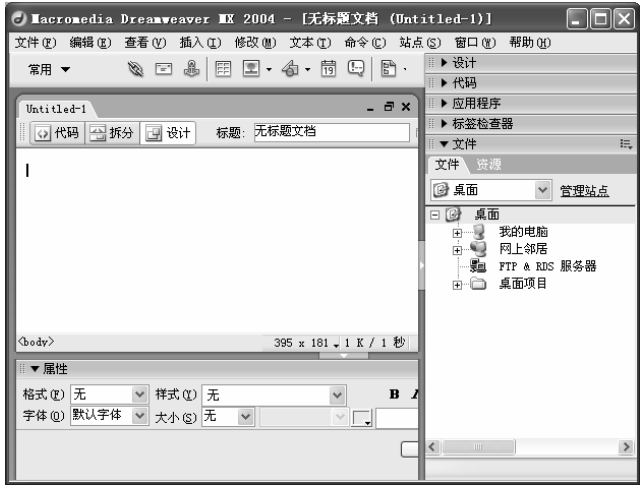 Macromedia Dreamweaver MX 2004 - [无标题文档 (Untitled-1)]
文件(F) 编辑(E) 查看(V) 插入(I) 修改(M) 文本(T) 命令(C) 站点(S) 窗口(W) 帮助(H)
常用
19
设计
代码
应用程序
标签检查器
文件
文件 资源
桌面 管理站点
桌面
我的电脑
网上邻居
FTP & RDS 服务器
桌面项目
Untitled-1
代码 拆分 设计 标题: 无标题文档
<body> 395 x 181 1 K / 1 秒
属性
格式(F) 无 样式(Y) 无 B I
字体(O) 默认字体 大小(S) 无